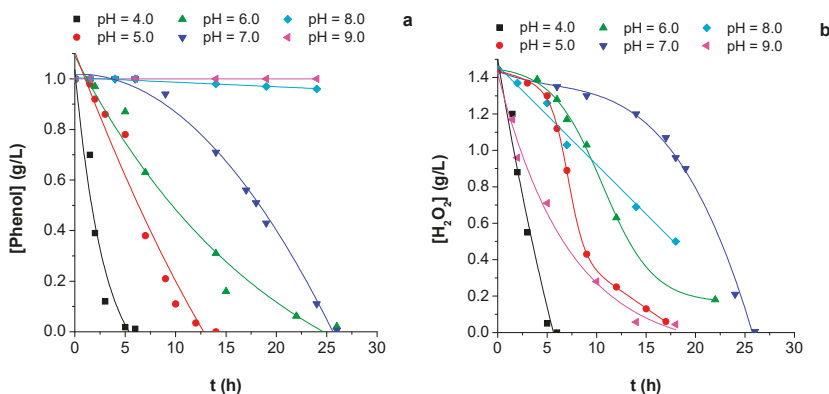 pH = 4.0 pH = 6.0 pH = 8.0 a
pH = 5.0 pH = 7.0 pH = 9.0
[Phenol] (g/L)
1.0
0.8
0.6
0.4
0.2
0.0
0 5 10 15 20 25 30
t (h)
pH = 4.0 pH = 6.0 pH = 8.0 b
pH = 5.0 pH = 7.0 pH = 9.0
[H₂O₂] (g/L)
1.4
1.2
1.0
0.8
0.6
0.4
0.2
0.0
0 5 10 15 20 25 30
t (h)